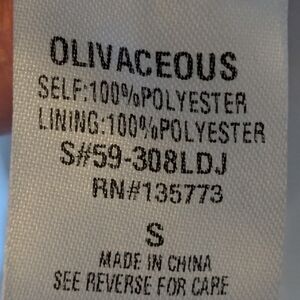 OLIVACEOUS
SELF:100%POLYESTER
LINING:100%POLYESTER
S#59-308LDJ
RN#135773
S
MADE IN CHINA
SEE REVERSE FOR CARE